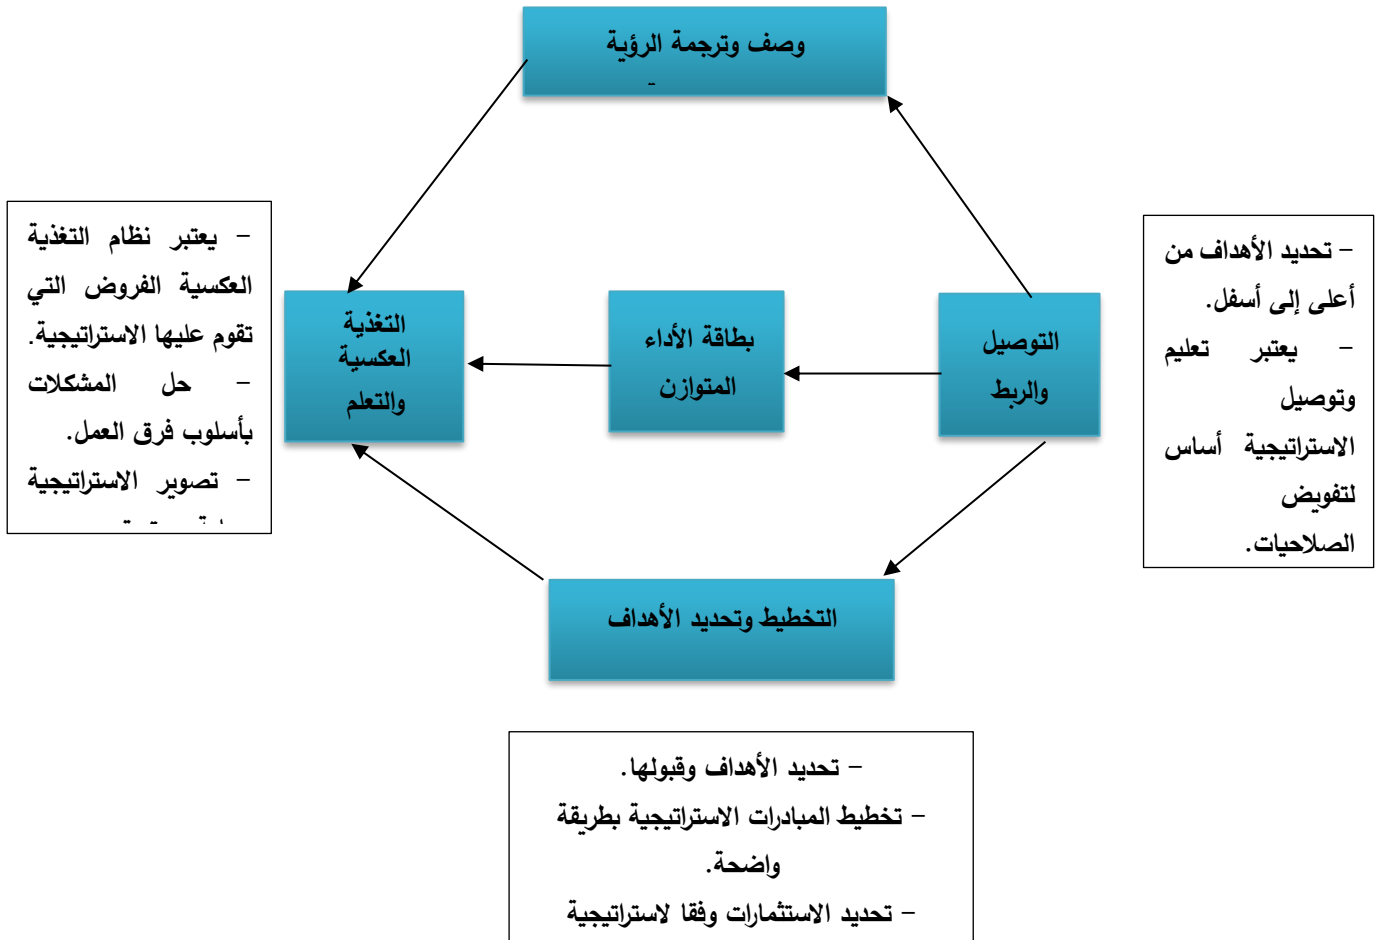 وصف وترجمة الرؤية
– تحديد الأهداف من
أعلى إلى أسفل.
– يعتبر تعليم
وتوصيل
الاستراتيجية أساس
لتفويض
الصلاحيات.
التوصيل
والربط
بطاقة الأداء
المتوازن
التغذية
العكسية
والتعلم
– يعتبر نظام التغذية
العكسية الفروض التي
تقوم عليها الاستراتيجية.
– حل المشكلات
بأسلوب فرق العمل.
– تصوير الاستراتيجية
التخطيط وتحديد الأهداف
– تحديد الأهداف وقبولها.
– تخطيط المبادرات الاستراتيجية بطريقة
واضحة.
– تحديد الاستثمارات وفقا لاستراتيجية